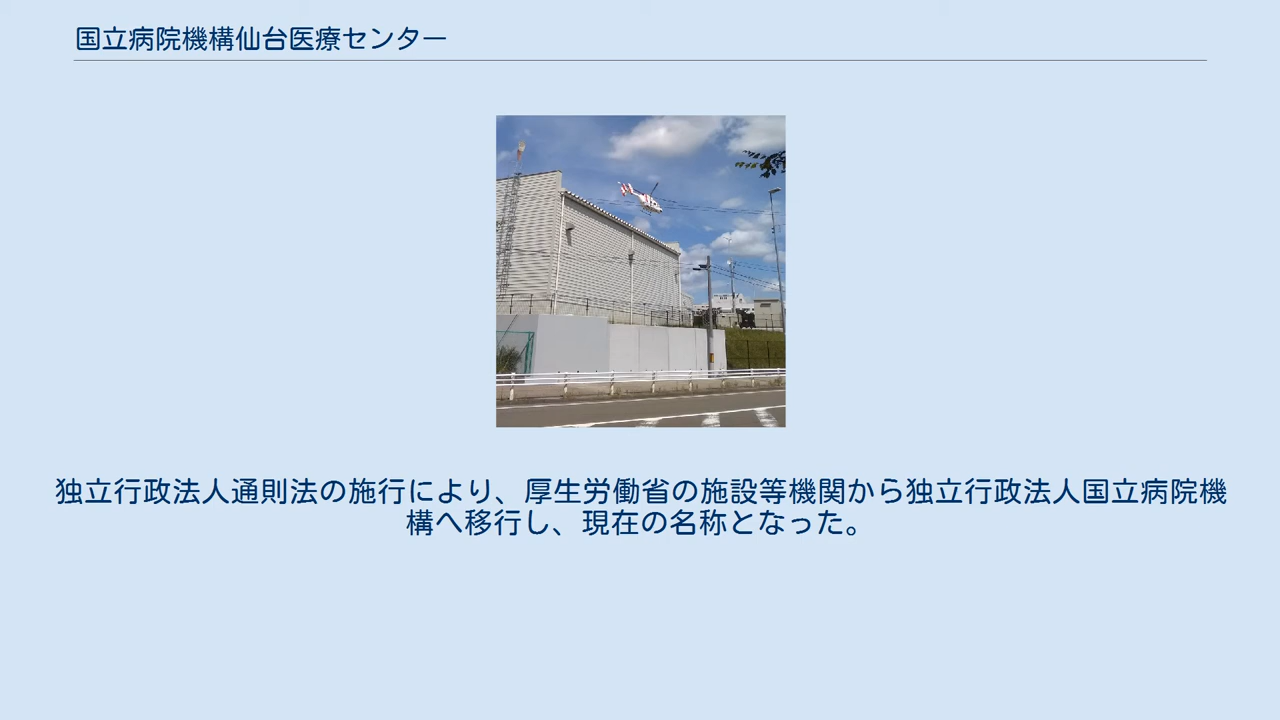 国立病院機構仙台医療センター
独立行政法人通則法の施行により、厚生労働省の施設等機関から独立行政法人国立病院機
構へ移行し、現在の名称となった。